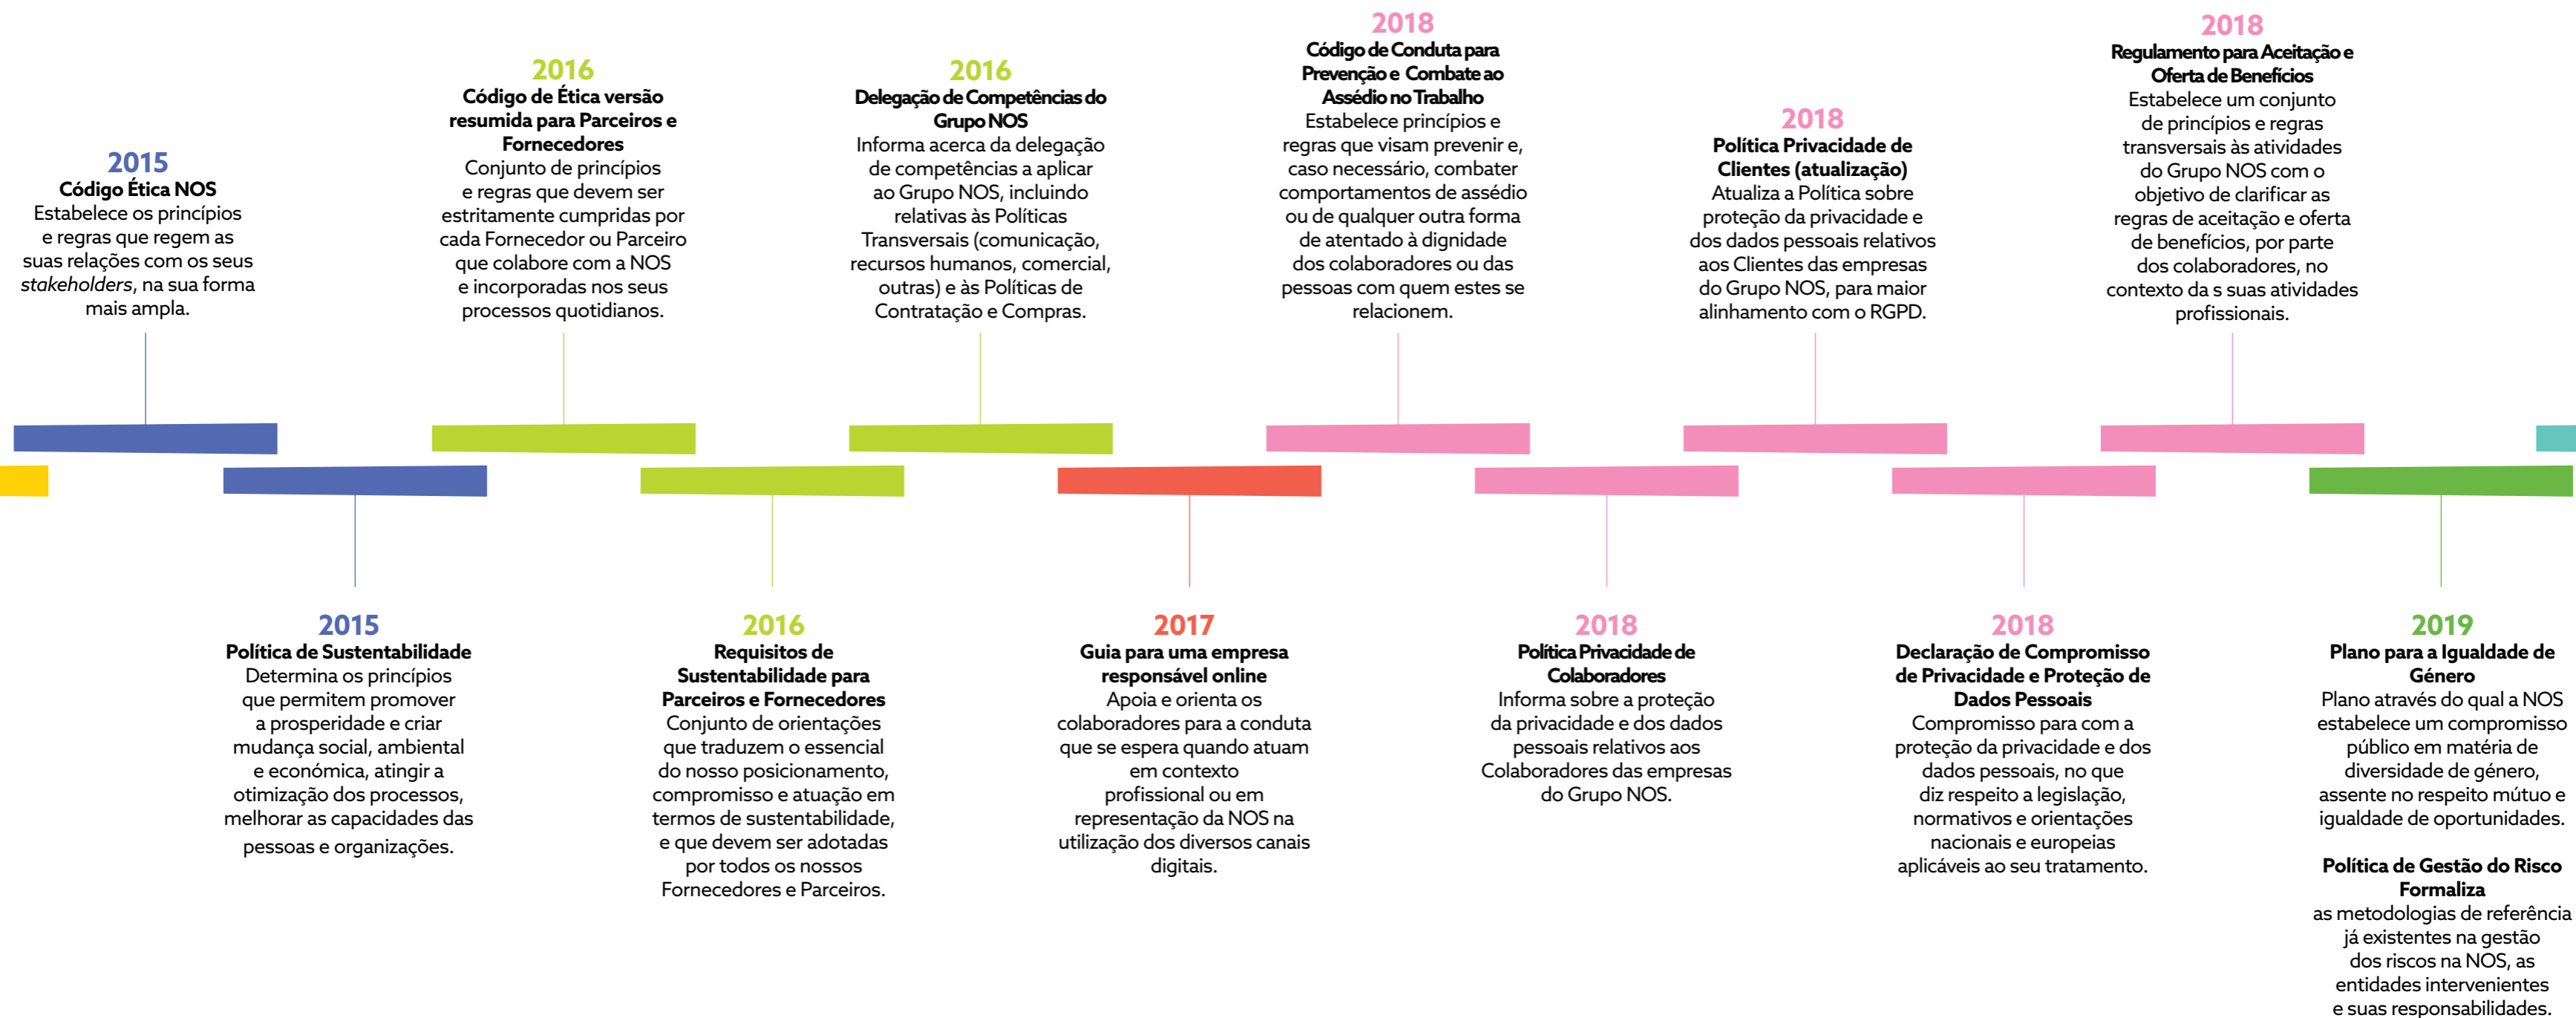 2015
Código Ética NOS
Estabelece os princípios
e regras que regem as
suas relações com os seus
stakeholders, na sua forma
mais ampla.
2016
Código de Ética versão
resumida para Parceiros e
Fornecedores
Conjunto de princípios
e regras que devem ser
estritamente cumpridas por
cada Fornecedor ou Parceiro
que colabore com a NOS
e incorporadas nos seus
processos quotidianos.
2016
Delegação de Competências do
Grupo NOS
Informa acerca da delegação
de competências a aplicar
ao Grupo NOS, incluindo
relativas às Políticas
Transversais (comunicação,
recursos humanos, comercial,
outras) e às Políticas de
Contratação e Compras.
2018
Código de Conduta para
Prevenção e Combate ao
Assédio no Trabalho
Estabelece princípios e
regras que visam prevenir e,
caso necessário, combater
comportamentos de assédio
ou de qualquer outra forma
de atentado à dignidade
dos colaboradores ou das
pessoas com quem estes se
relacionem.
2018
Política Privacidade de
Clientes (atualização)
Atualiza a Política sobre
proteção da privacidade e
dos dados pessoais relativos
aos Clientes das empresas
do Grupo NOS, para maior
alinhamento com o RGPD.
2018
Regulamento para Aceitação e
Oferta de Benefícios
Estabelece um conjunto
de princípios e regras
transversais às atividades
do Grupo NOS com o
objetivo de clarificar as
regras de aceitação e oferta
de benefícios, por parte
dos colaboradores, no
contexto da s suas atividades
profissionais.
2015
Política de Sustentabilidade
Determina os princípios
que permitem promover
a prosperidade e criar
mudança social, ambiental
e económica, atingir a
otimização dos processos,
melhorar as capacidades das
pessoas e organizações.
2016
Requisitos de
Sustentabilidade para
Parceiros e Fornecedores
Conjunto de orientações
que traduzem o essencial
do nosso posicionamento,
compromisso e atuação em
termos de sustentabilidade,
e que devem ser adotadas
por todos os nossos
Fornecedores e Parceiros.
2017
Guia para uma empresa
responsável online
Apoia e orienta os
colaboradores para a conduta
que se espera quando atuam
em contexto
profissional ou em
representação da NOS na
utilização dos diversos canais
digitais.
2018
Política Privacidade de
Colaboradores
Informa sobre a proteção
da privacidade e dos dados
pessoais relativos aos
Colaboradores das empresas
do Grupo NOS.
2018
Declaração de Compromisso
de Privacidade e Proteção de
Dados Pessoais
Compromisso para com a
proteção da privacidade e dos
dados pessoais, no que
diz respeito a legislação,
normativos e orientações
nacionais e europeias
aplicáveis ao seu tratamento.
2019
Plano para a Igualdade de
Género
Plano através do qual a NOS
estabelece um compromisso
público em matéria de
diversidade de género,
assente no respeito mútuo e
igualdade de oportunidades.
Política de Gestão do Risco
Formaliza
as metodologias de referência
já existentes na gestão
dos riscos na NOS, as
entidades intervenientes
e suas responsabilidades.